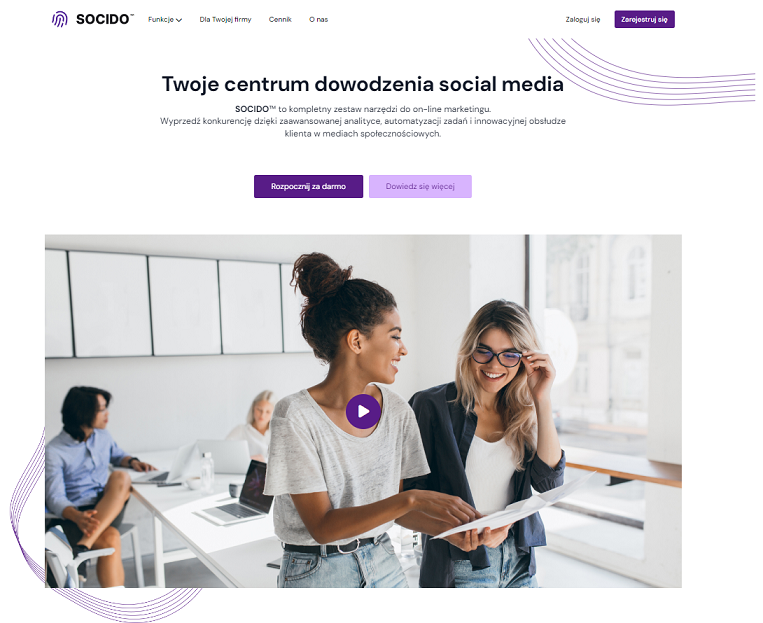 SOCIDO™ Funkcje Dla Twojej firmy Cennik O nas Zaloguj się Zarejestruj się
Twoje centrum dowodzenia social media
SOCIDO™ to kompletny zestaw narzędzi do on-line marketingu.
Wyprzedź konkurencję dzięki zaawansowanej analityce, automatyzacji zadań i innowacyjnej obsłudze
klienta w mediach społecznościowych.
Rozpocznij za darmo Dowiedz się więcej